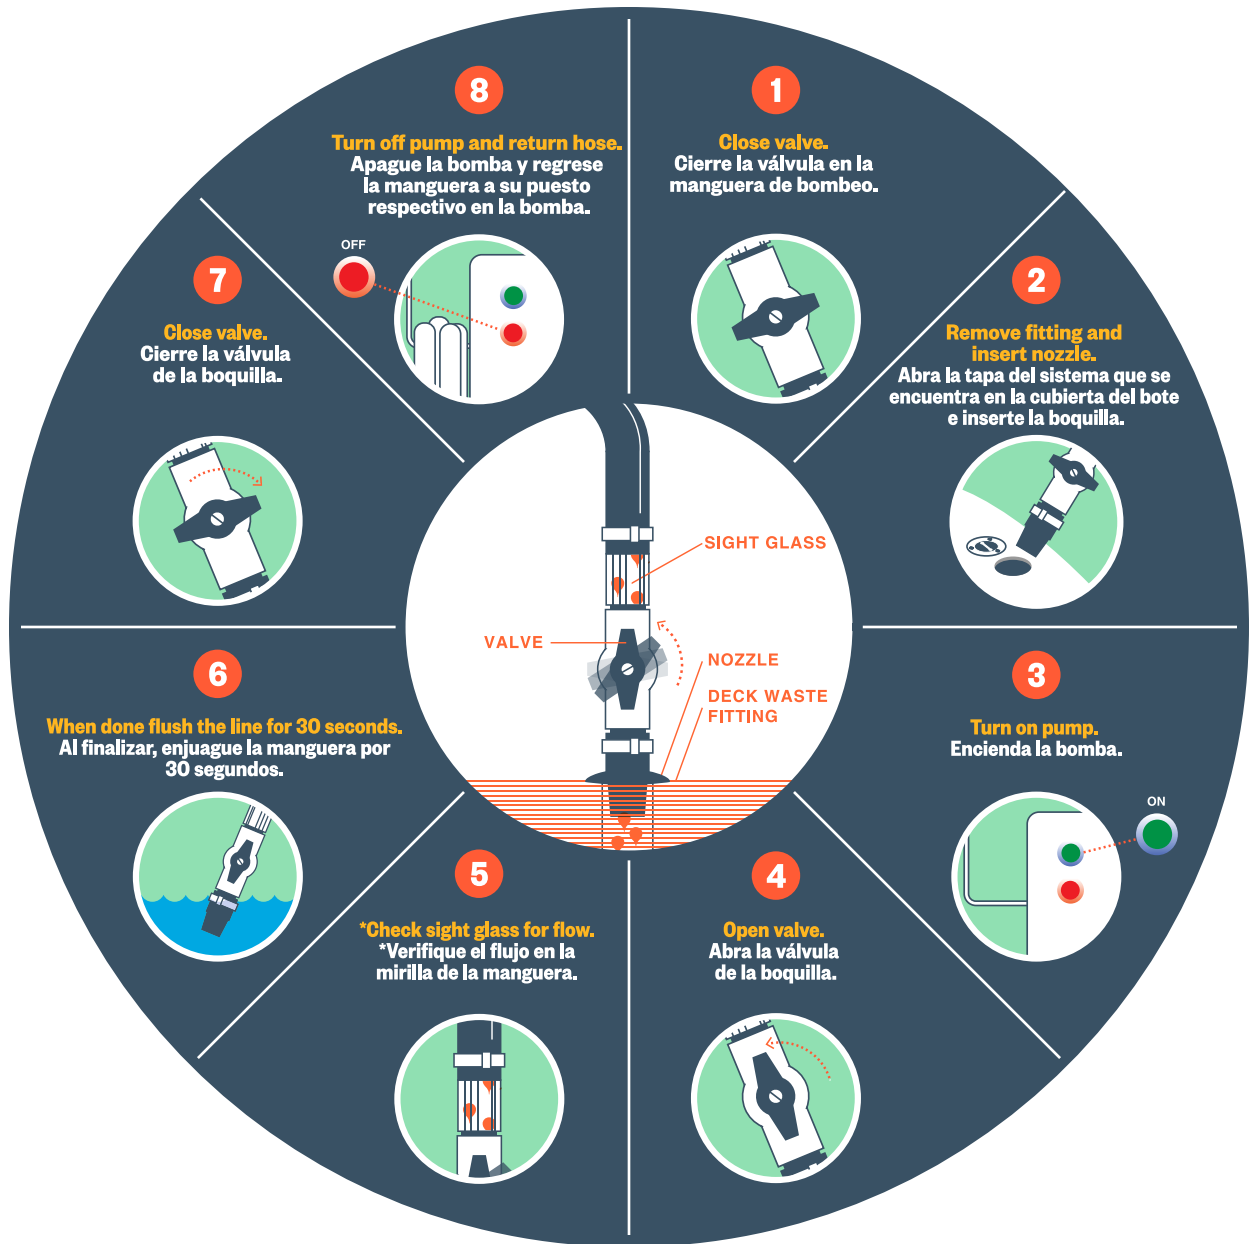 1
Close valve.
Cierre la válvula en la
manguera de bombeo.
2
Remove fitting and
insert nozzle.
Abra la tapa del sistema que se
encuentra en la cubierta del bote
e inserte la boquilla.
3
Turn on pump.
Encienda la bomba.
ON
4
Open valve.
Abra la válvula
de la boquilla.
5
*Check sight glass for flow.
*Verifique el flujo en la
mirilla de la manguera.
6
When done flush the line for 30 seconds.
Al finalizar, enjuague la manguera por
30 segundos.
7
Close valve.
Cierre la válvula
de la boquilla.
8
Turn off pump and return hose.
Apague la bomba y regrese
la manguera a su puesto
respectivo en la bomba.
OFF
SIGHT GLASS
VALVE
NOZZLE
DECK WASTE
FITTING